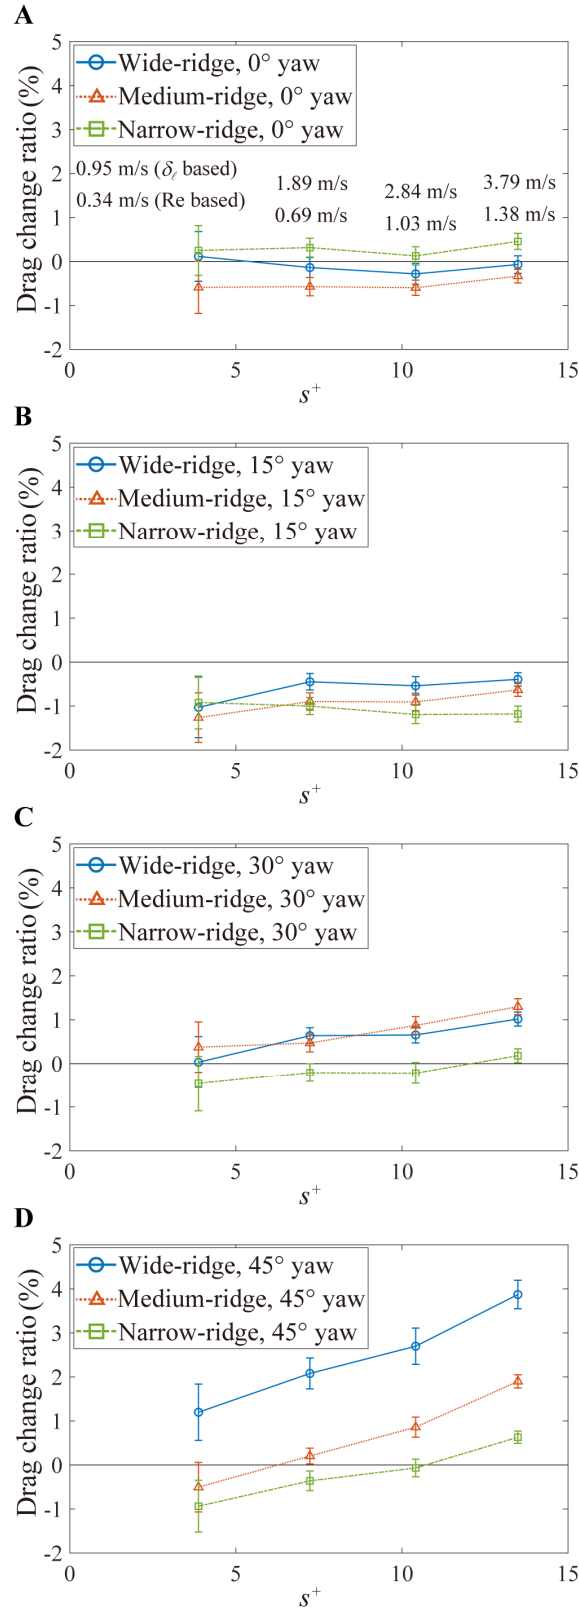 A
5
4
3
2
1
0
-1
-2
Drag change ratio (%)
Wide-ridge, 0° yaw
Medium-ridge, 0° yaw
Narrow-ridge, 0° yaw
0.95 m/s (δℓ based)
0.34 m/s (Re based)
1.89 m/s
0.69 m/s
2.84 m/s
1.03 m/s
3.79 m/s
1.38 m/s
0 5 10 15
s+
B
5
4
3
2
1
0
-1
-2
Drag change ratio (%)
Wide-ridge, 15° yaw
Medium-ridge, 15° yaw
Narrow-ridge, 15° yaw
0 5 10 15
s+
C
5
4
3
2
1
0
-1
-2
Drag change ratio (%)
Wide-ridge, 30° yaw
Medium-ridge, 30° yaw
Narrow-ridge, 30° yaw
0 5 10 15
s+
D
5
4
3
2
1
0
-1
-2
Drag change ratio (%)
Wide-ridge, 45° yaw
Medium-ridge, 45° yaw
Narrow-ridge, 45° yaw
0 5 10 15
s+